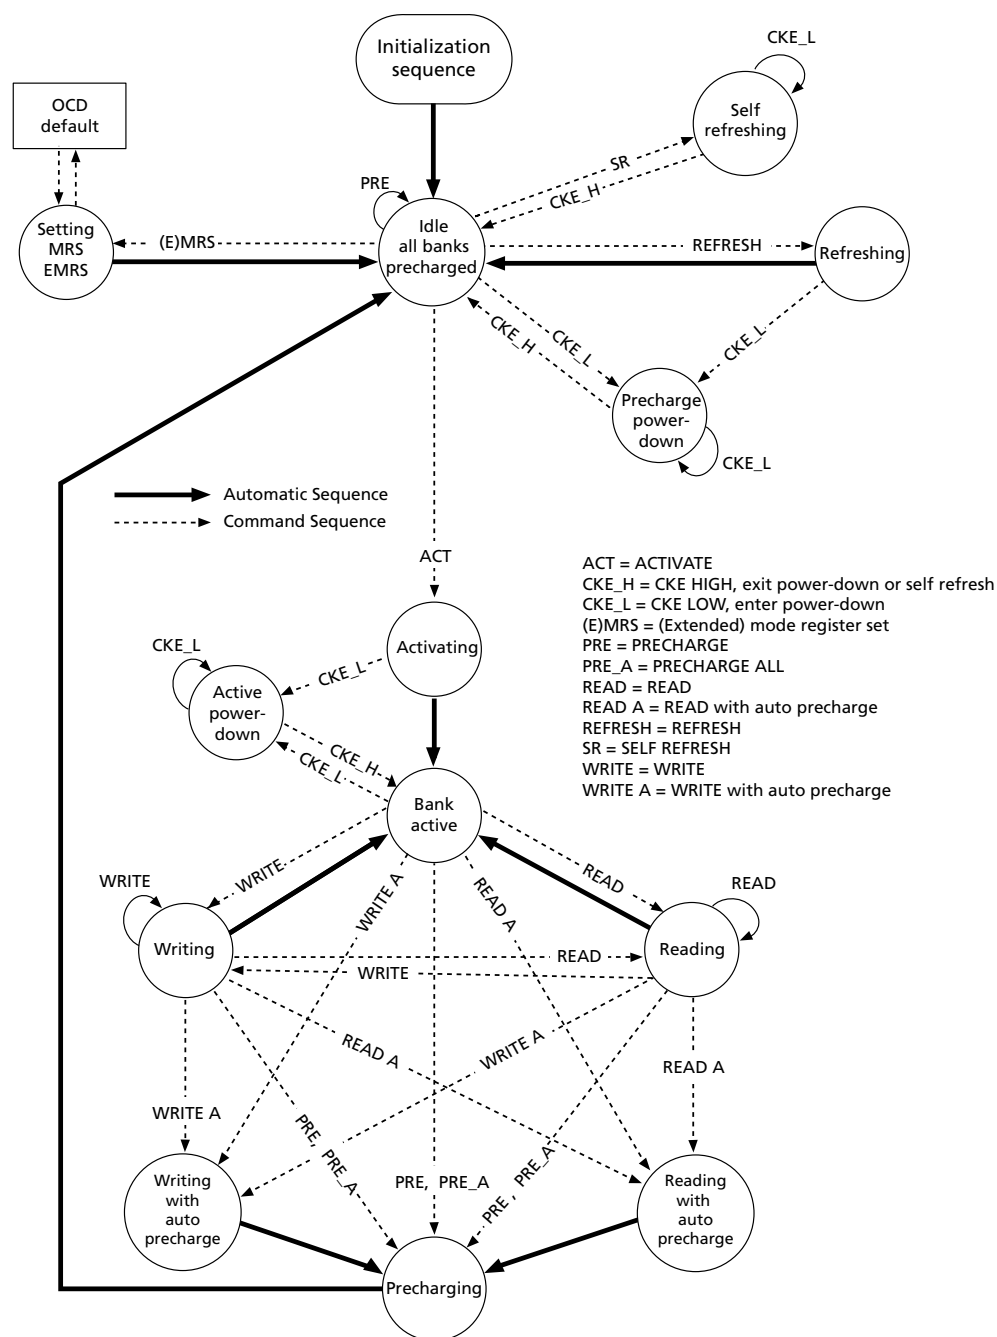 Initialization
sequence
CKE_L
OCD
default
Self
refreshing
SR
CKE_H
PRE
Setting
MRS
EMRS
(E)MRS
Idle
all banks
precharged
REFRESH
Refreshing
CKE_H
CKE_L
CKE_L
Precharge
power-
down
CKE_L
Automatic Sequence
Command Sequence
ACT
ACT = ACTIVATE
CKE_H = CKE HIGH, exit power-down or self refresh
CKE_L = CKE LOW, enter power-down
(E)MRS = (Extended) mode register set
PRE = PRECHARGE
PRE_A = PRECHARGE ALL
READ = READ
READ A = READ with auto precharge
REFRESH = REFRESH
SR = SELF REFRESH
WRITE = WRITE
WRITE A = WRITE with auto precharge
Activating
CKE_L
CKE_L
Active
power-
down
CKE_H
CKE_L
Bank
active
WRITE
WRITE
WRITE A
READ A
READ
READ
Writing
READ
WRITE
Reading
READ A
WRITE A
READ A
WRITE A
PRE, PRE_A
PRE, PRE_A
PRE, PRE_A
Writing
with
auto
precharge
Reading
with
auto
precharge
Precharging